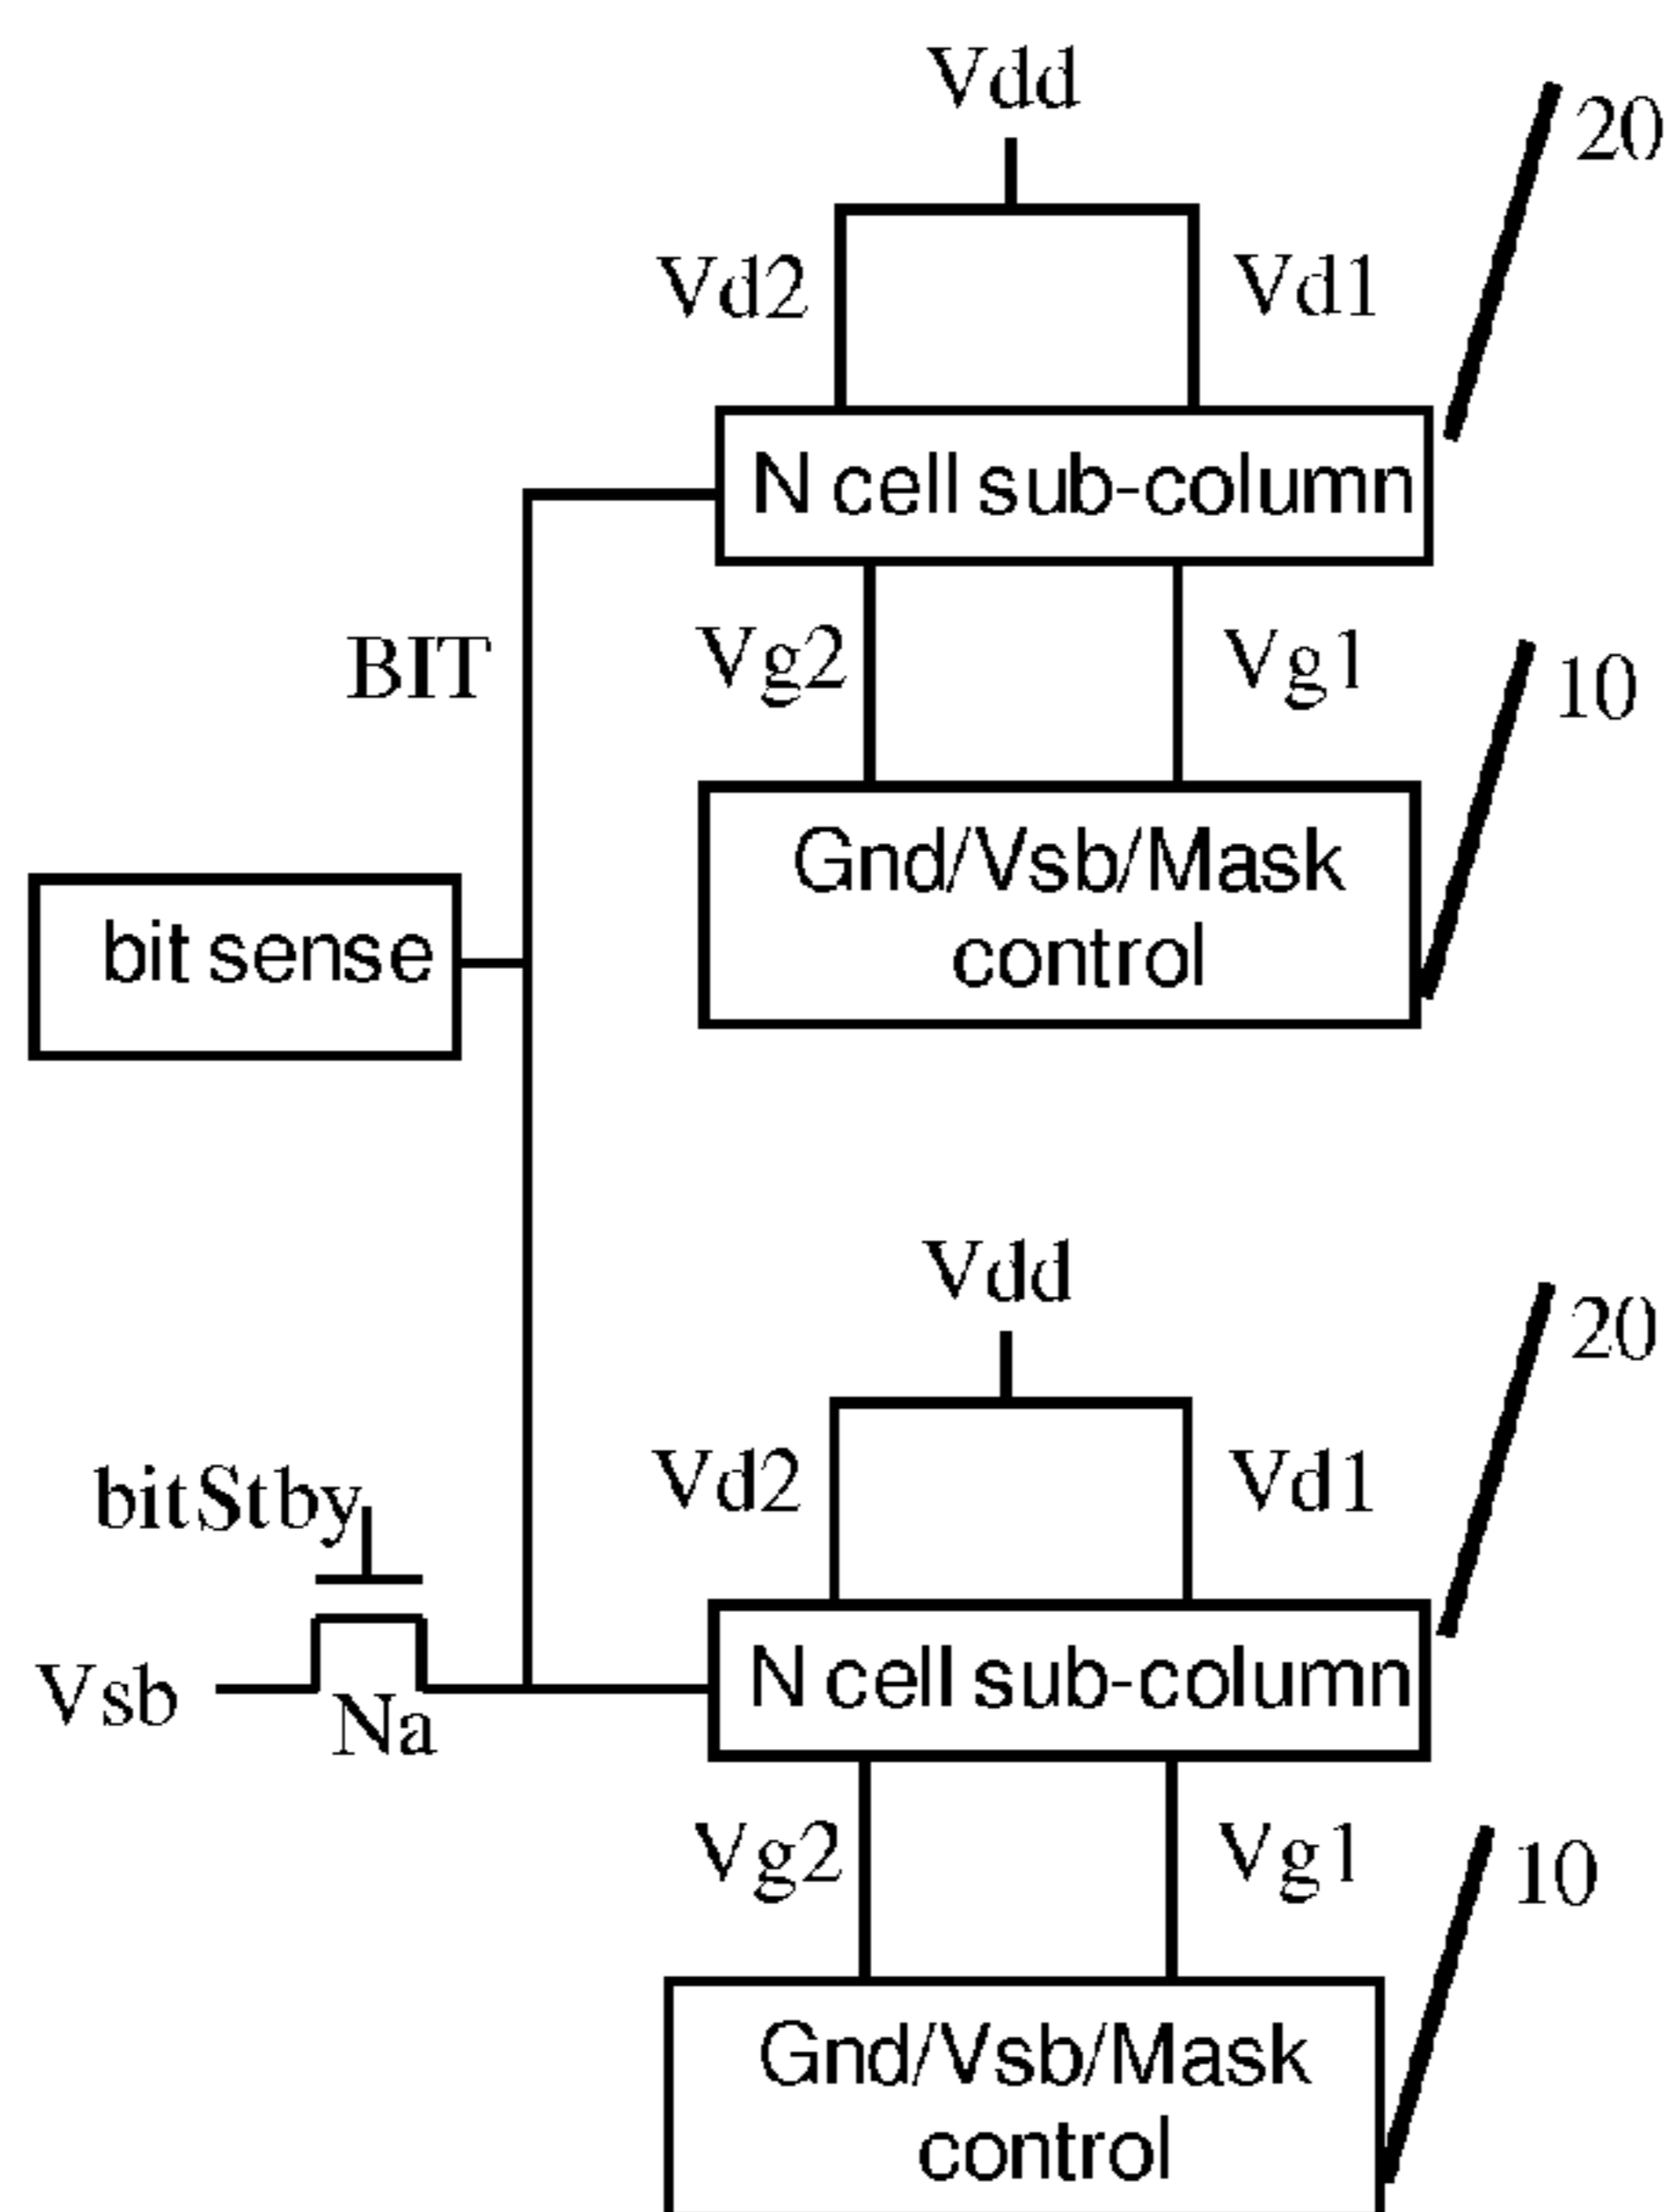 Vdd
20
Vd2
Vd1
N cell sub-column
BIT
Vg2
Vg1
10
Gnd/Vsb/Mask
control
bit sense
Vdd
20
Vd2
Vd1
bitStby
N cell sub-column
Vsb
Na
Vg2
Vg1
10
Gnd/Vsb/Mask
control